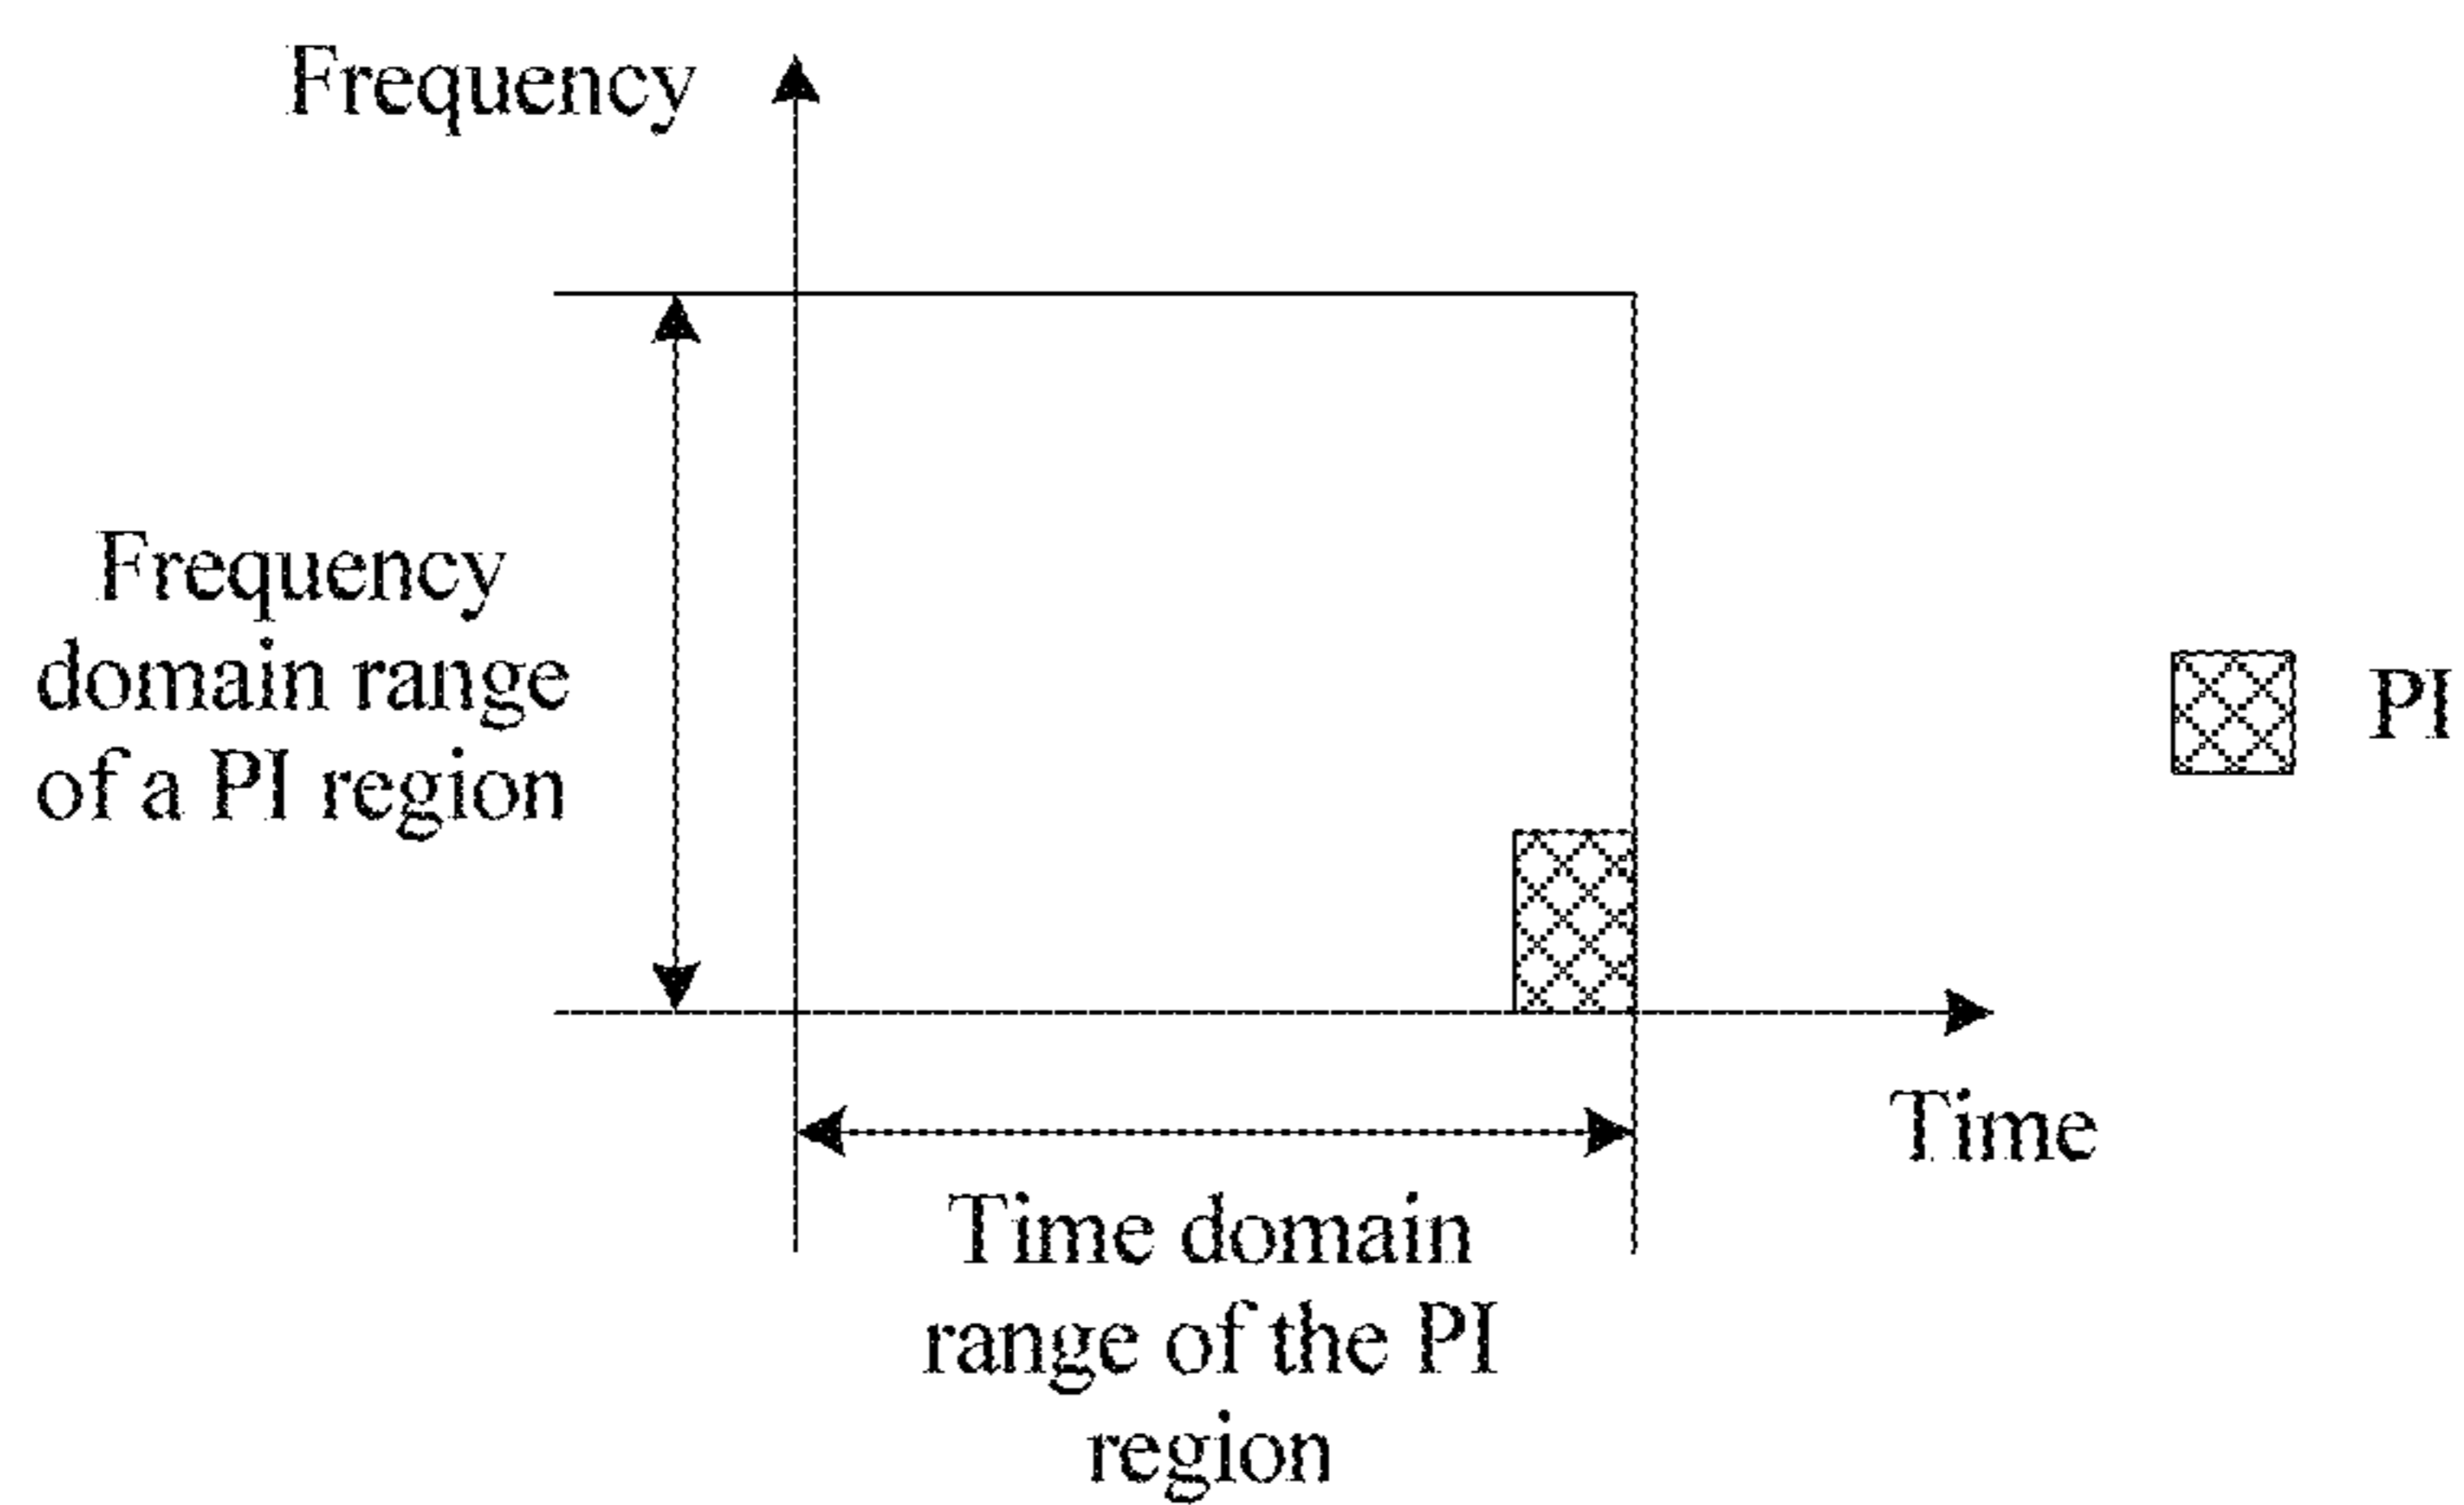 Frequency
Frequency
domain range
of a PI region
PI
Time
Time domain
range of the PI
region